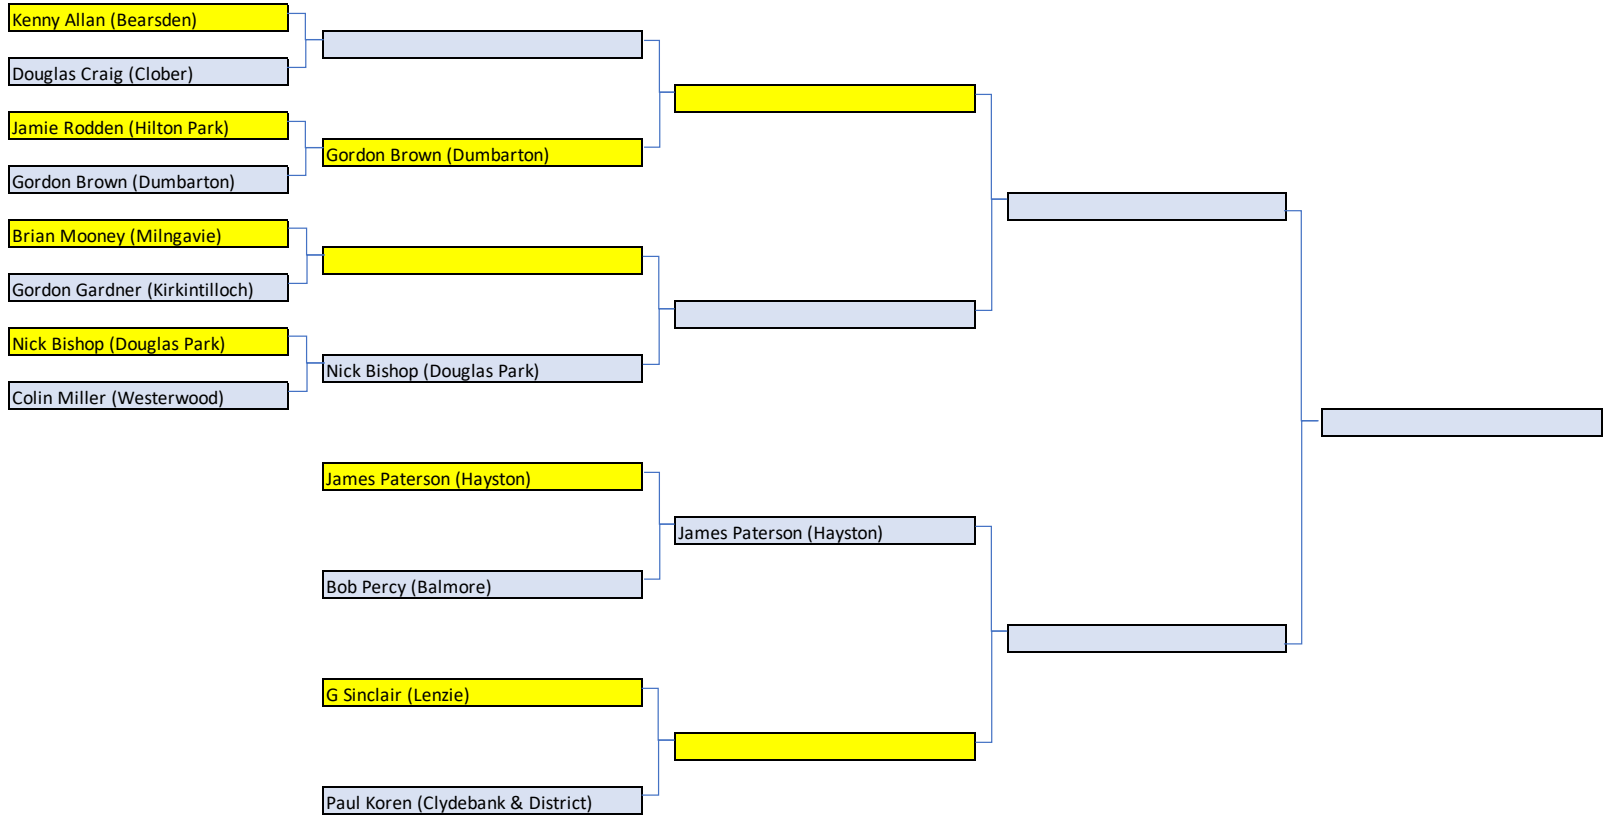 Kenny Allan (Bearsden)
Douglas Craig (Clober)
Jamie Rodden (Hilton Park)
Gordon Brown (Dumbarton)
Gordon Brown (Dumbarton)
Brian Mooney (Milngavie)
Gordon Gardner (Kirkintilloch)
Nick Bishop (Douglas Park)
Nick Bishop (Douglas Park)
Colin Miller (Westerwood)
James Paterson (Hayston)
James Paterson (Hayston)
Bob Percy (Balmore)
G Sinclair (Lenzie)
Paul Koren (Clydebank & District)